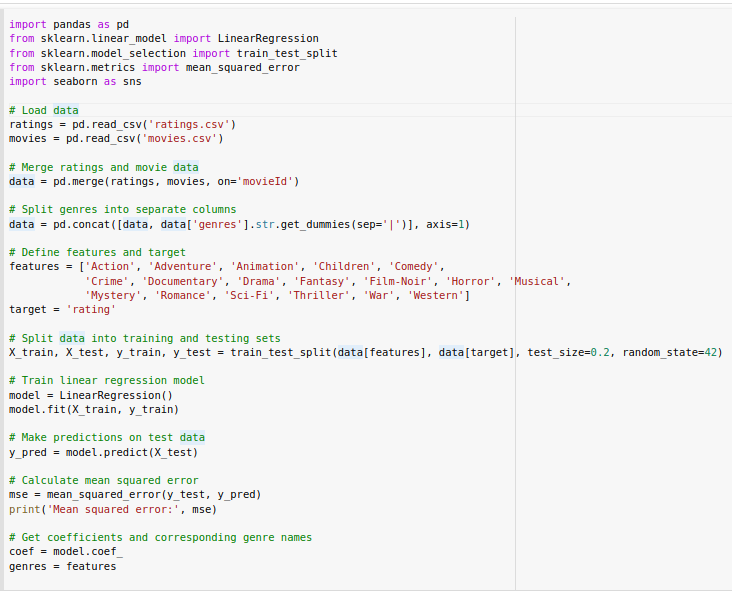 import pandas as pd
from sklearn.linear_model import LinearRegression
from sklearn.model_selection import train_test_split
from sklearn.metrics import mean_squared_error
import seaborn as sns
# Load data
ratings = pd.read_csv('ratings.csv')
movies = pd.read_csv('movies.csv')
# Merge ratings and movie data
data = pd.merge(ratings, movies, on='movieId')
# Split genres into separate columns
data = pd.concat([data, data['genres'].str.get_dummies(sep='|')], axis=1)
# Define features and target
features = ['Action', 'Adventure', 'Animation', 'Children', 'Comedy',
'Crime', 'Documentary', 'Drama', 'Fantasy', 'Film-Noir', 'Horror', 'Musical',
'Mystery', 'Romance', 'Sci-Fi', 'Thriller', 'War', 'Western']
target = 'rating'
# Split data into training and testing sets
X_train, X_test, y_train, y_test = train_test_split(data[features], data[target], test_size=0.2, random_state=42)
# Train linear regression model
model = LinearRegression()
model.fit(X_train, y_train)
# Make predictions on test data
y_pred = model.predict(X_test)
# Calculate mean squared error
mse = mean_squared_error(y_test, y_pred)
print('Mean squared error:', mse)
# Get coefficients and corresponding genre names
coef = model.coef_
genres = features